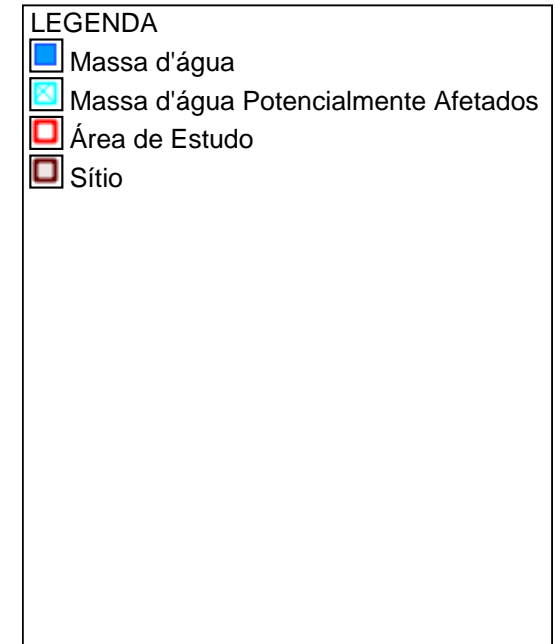 LEGENDA
Massa d'água
Massa d'água Potencialmente Afetados
Área de Estudo
Sítio